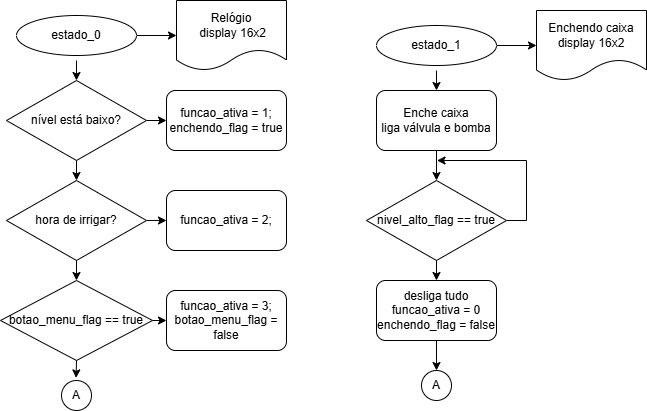 estado_0
Relógio
display 16x2
nível está baixo?
funcao_ativa = 1;
enchendo_flag = true
hora de irrigar?
funcao_ativa = 2;
botao_menu_flag == true
funcao_ativa = 3;
botao_menu_flag =
false
A
estado_1
Enchendo caixa
display 16x2
Enche caixa
liga válvula e bomba
nivel_alto_flag == true
desliga tudo
funcao_ativa = 0
enchendo_flag = false
A